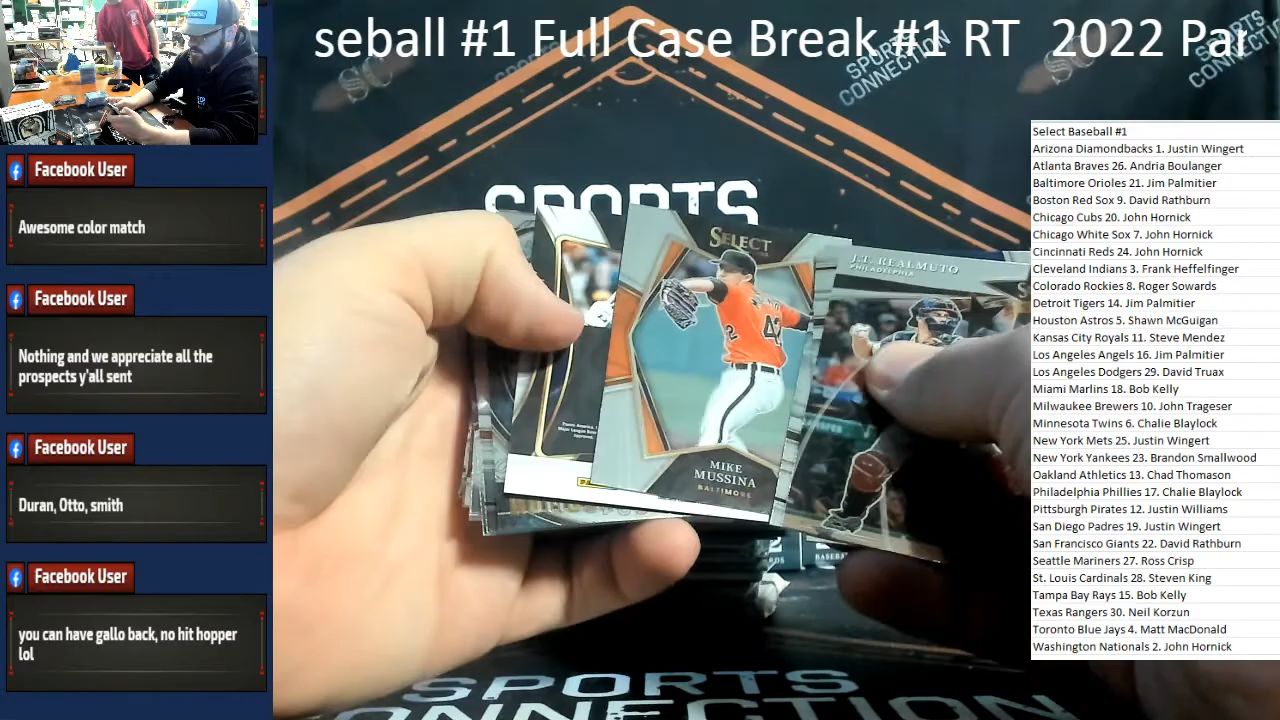 seball #1 Full Case Break #1 RT 2022 Par
Facebook User
Awesome color match
Facebook User
Nothing and we appreciate all the
prospects y'all sent
Facebook User
Duran, Otto, smith
Facebook User
you can have gallo back, no hit hopper
lol
SPORTS
CONNECTION
SPORTS
CONNECTION
SPORTS
SELECT
MIKE
MUSSINA
BALTIMORE
J.T. REALMUTO
PHILADELPHIA
SPORTS
CONNECTION
Select Baseball #1
Arizona Diamondbacks 1. Justin Wingert
Atlanta Braves 26. Andria Boulanger
Baltimore Orioles 21. Jim Palmitier
Boston Red Sox 9. David Rathburn
Chicago Cubs 20. John Hornick
Chicago White Sox 7. John Hornick
Cincinnati Reds 24. John Hornick
Cleveland Indians 3. Frank Heffelfinger
Colorado Rockies 8. Roger Sowards
Detroit Tigers 14. Jim Palmitier
Houston Astros 5. Shawn McGuigan
Kansas City Royals 11. Steve Mendez
Los Angeles Angels 16. Jim Palmitier
Los Angeles Dodgers 29. David Truax
Miami Marlins 18. Bob Kelly
Milwaukee Brewers 10. John Trageser
Minnesota Twins 6. Chalie Blaylock
New York Mets 25. Justin Wingert
New York Yankees 23. Brandon Smallwood
Oakland Athletics 13. Chad Thomason
Philadelphia Phillies 17. Chalie Blaylock
Pittsburgh Pirates 12. Justin Williams
San Diego Padres 19. Justin Wingert
San Francisco Giants 22. David Rathburn
Seattle Mariners 27. Ross Crisp
St. Louis Cardinals 28. Steven King
Tampa Bay Rays 15. Bob Kelly
Texas Rangers 30. Neil Korzun
Toronto Blue Jays 4. Matt MacDonald
Washington Nationals 2. John Hornick